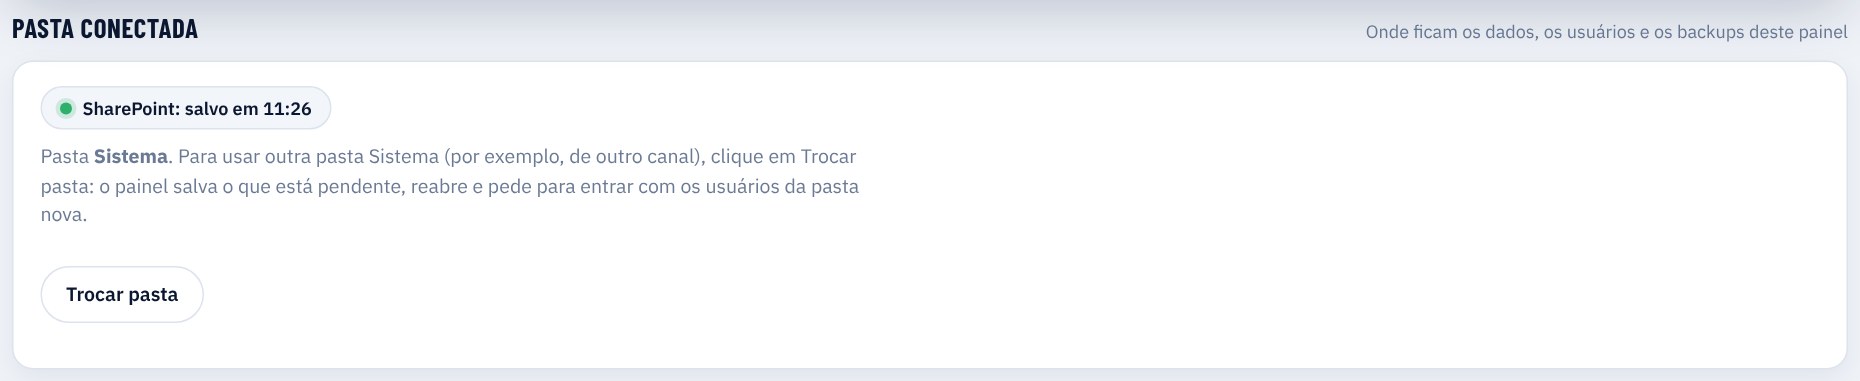 PASTA CONECTADA
Onde ficam os dados, os usuários e os backups deste painel
SharePoint: salvo em 11:26
Pasta Sistema. Para usar outra pasta Sistema (por exemplo, de outro canal), clique em Trocar
pasta: o painel salva o que está pendente, reabre e pede para entrar com os usuários da pasta
nova.
Trocar pasta